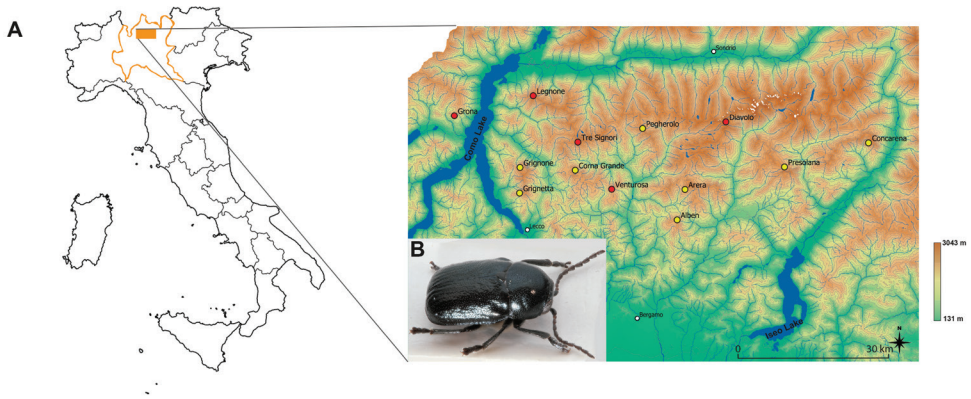 A
Sondrio
Legnone
Grona
Diavolo
Pegherolo
Como Lake
Tre Signori
Concarena
Grignone
Coma Grande
Presolana
Grignetta
Venturosa
Arera
Alben
Lecco
B
3043 m
131 m
Bergamo
Iseo Lake
N
0 30 km